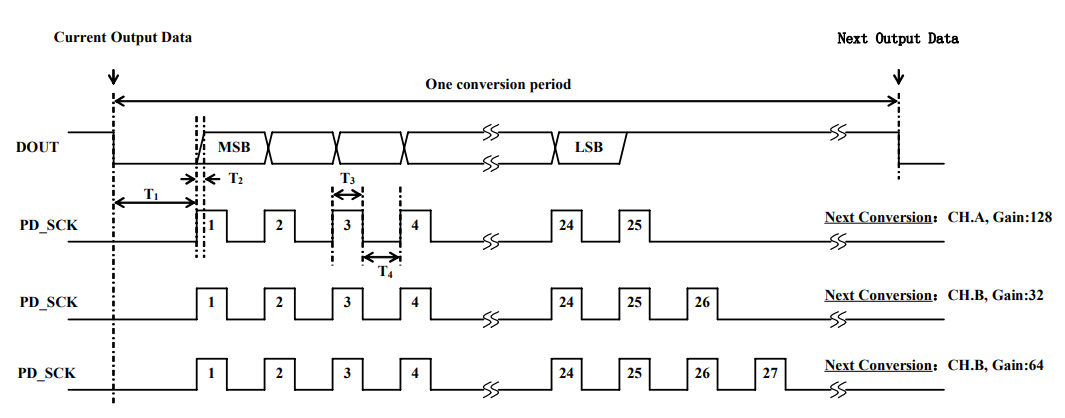 Current Output Data
Next Output Data
One conversion period
DOUT
MSB
LSB
T2
T3
T1
PD_SCK
1
2
3
4
24
25
Next Conversion：CH.A, Gain:128
T4
PD_SCK
1
2
3
4
24
25
26
Next Conversion：CH.B, Gain:32
PD_SCK
1
2
3
4
24
25
26
27
Next Conversion：CH.B, Gain:64